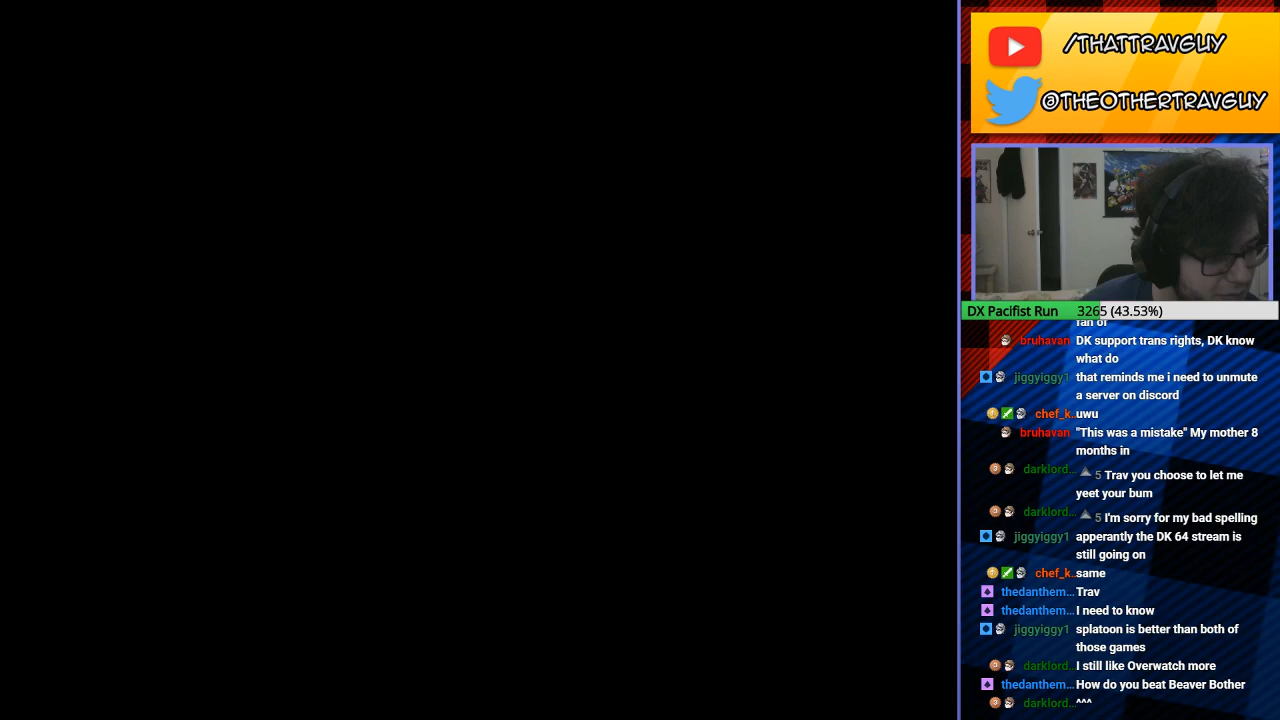 /THATTRAVGUY
@THEOTHERTRAVGUY
DX Pacifist Run 3265 (43.53%)
fan of
bruhavan DK support trans rights, DK know
what do
jiggyiggy1 that reminds me i need to unmute
a server on discord
chef_k.. uwu
bruhavan "This was a mistake" My mother 8
months in
darklord... 5 Trav you choose to let me
yeet your bum
darklord... 5 I'm sorry for my bad spelling
jiggyiggy1 apperantly the DK 64 stream is
still going on
chef_k.. same
thedanthem... Trav
thedanthem... I need to know
jiggyiggy1 splatoon is better than both of
those games
darklord... I still like Overwatch more
thedanthem... How do you beat Beaver Bother
darklord... ^^^